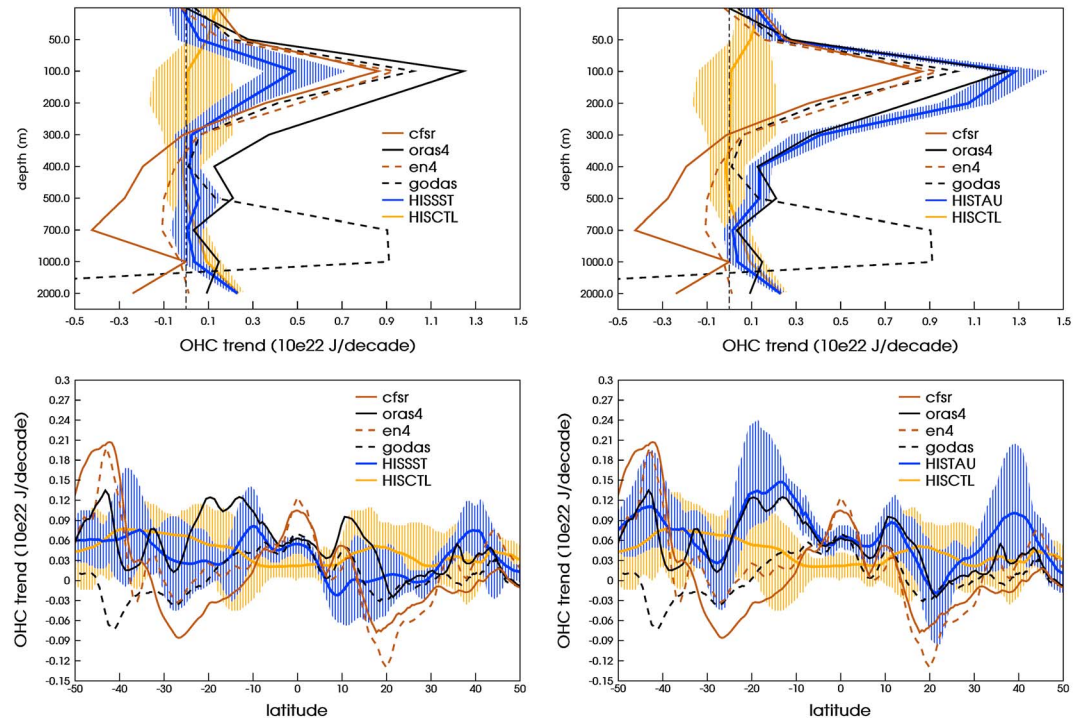 50.0
100.0
200.0
300.0
400.0
500.0
700.0
1000.0
2000.0
depth (m)
cfsr
oras4
en4
godas
HISSST
HISCTL
-0.5 -0.3 -0.1 0.1 0.3 0.5 0.7 0.9 1.1 1.3 1.5
OHC trend (10e22 J/decade)
50.0
100.0
200.0
300.0
400.0
500.0
700.0
1000.0
2000.0
depth (m)
cfsr
oras4
en4
godas
HISTAU
HISCTL
-0.5 -0.3 -0.1 0.1 0.3 0.5 0.7 0.9 1.1 1.3 1.5
OHC trend (10e22 J/decade)
0.3
0.27
0.24
0.21
0.18
0.15
0.12
0.09
0.06
0.03
0
-0.03
-0.06
-0.09
-0.12
-0.15
OHC trend (10e22 J/decade)
cfsr
oras4
en4
godas
HISSST
HISCTL
-50 -40 -30 -20 -10 0 10 20 30 40 50
latitude
0.3
0.27
0.24
0.21
0.18
0.15
0.12
0.09
0.06
0.03
0
-0.03
-0.06
-0.09
-0.12
-0.15
OHC trend (10e22 J/decade)
cfsr
oras4
en4
godas
HISTAU
HISCTL
-50 -40 -30 -20 -10 0 10 20 30 40 50
latitude